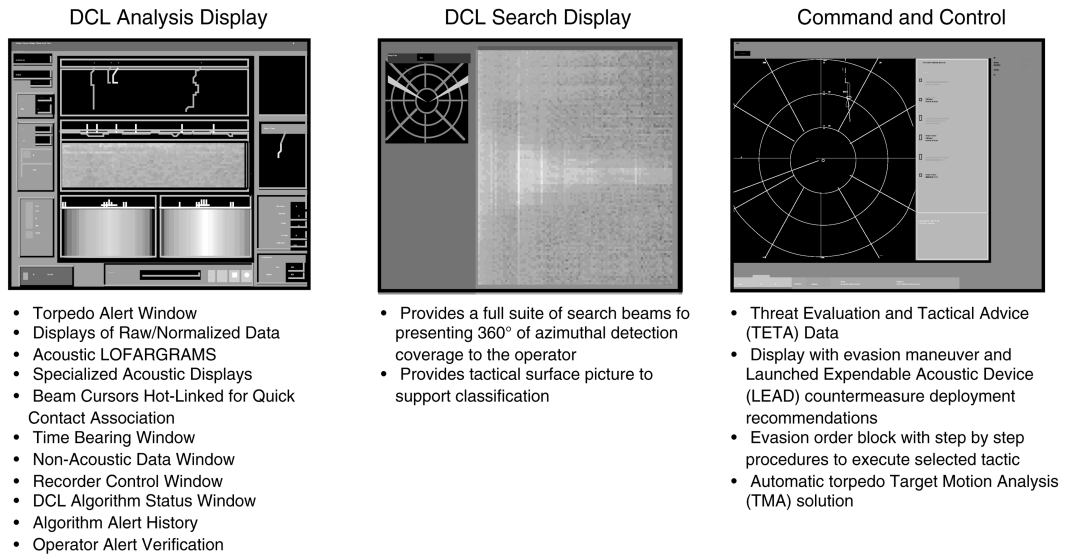 DCL Analysis Display
• Torpedo Alert Window
• Displays of Raw/Normalized Data
• Acoustic LOFARGRAMS
• Specialized Acoustic Displays
• Beam Cursors Hot-Linked for Quick
Contact Association
• Time Bearing Window
• Non-Acoustic Data Window
• Recorder Control Window
• DCL Algorithm Status Window
• Algorithm Alert History
• Operator Alert Verification
DCL Search Display
• Provides a full suite of search beams fo
presenting 360° of azimuthal detection
coverage to the operator
• Provides tactical surface picture to
support classification
Command and Control
• Threat Evaluation and Tactical Advice
(TETA) Data
• Display with evasion maneuver and
Launched Expendable Acoustic Device
(LEAD) countermeasure deployment
recommendations
• Evasion order block with step by step
procedures to execute selected tactic
• Automatic torpedo Target Motion Analysis
(TMA) solution